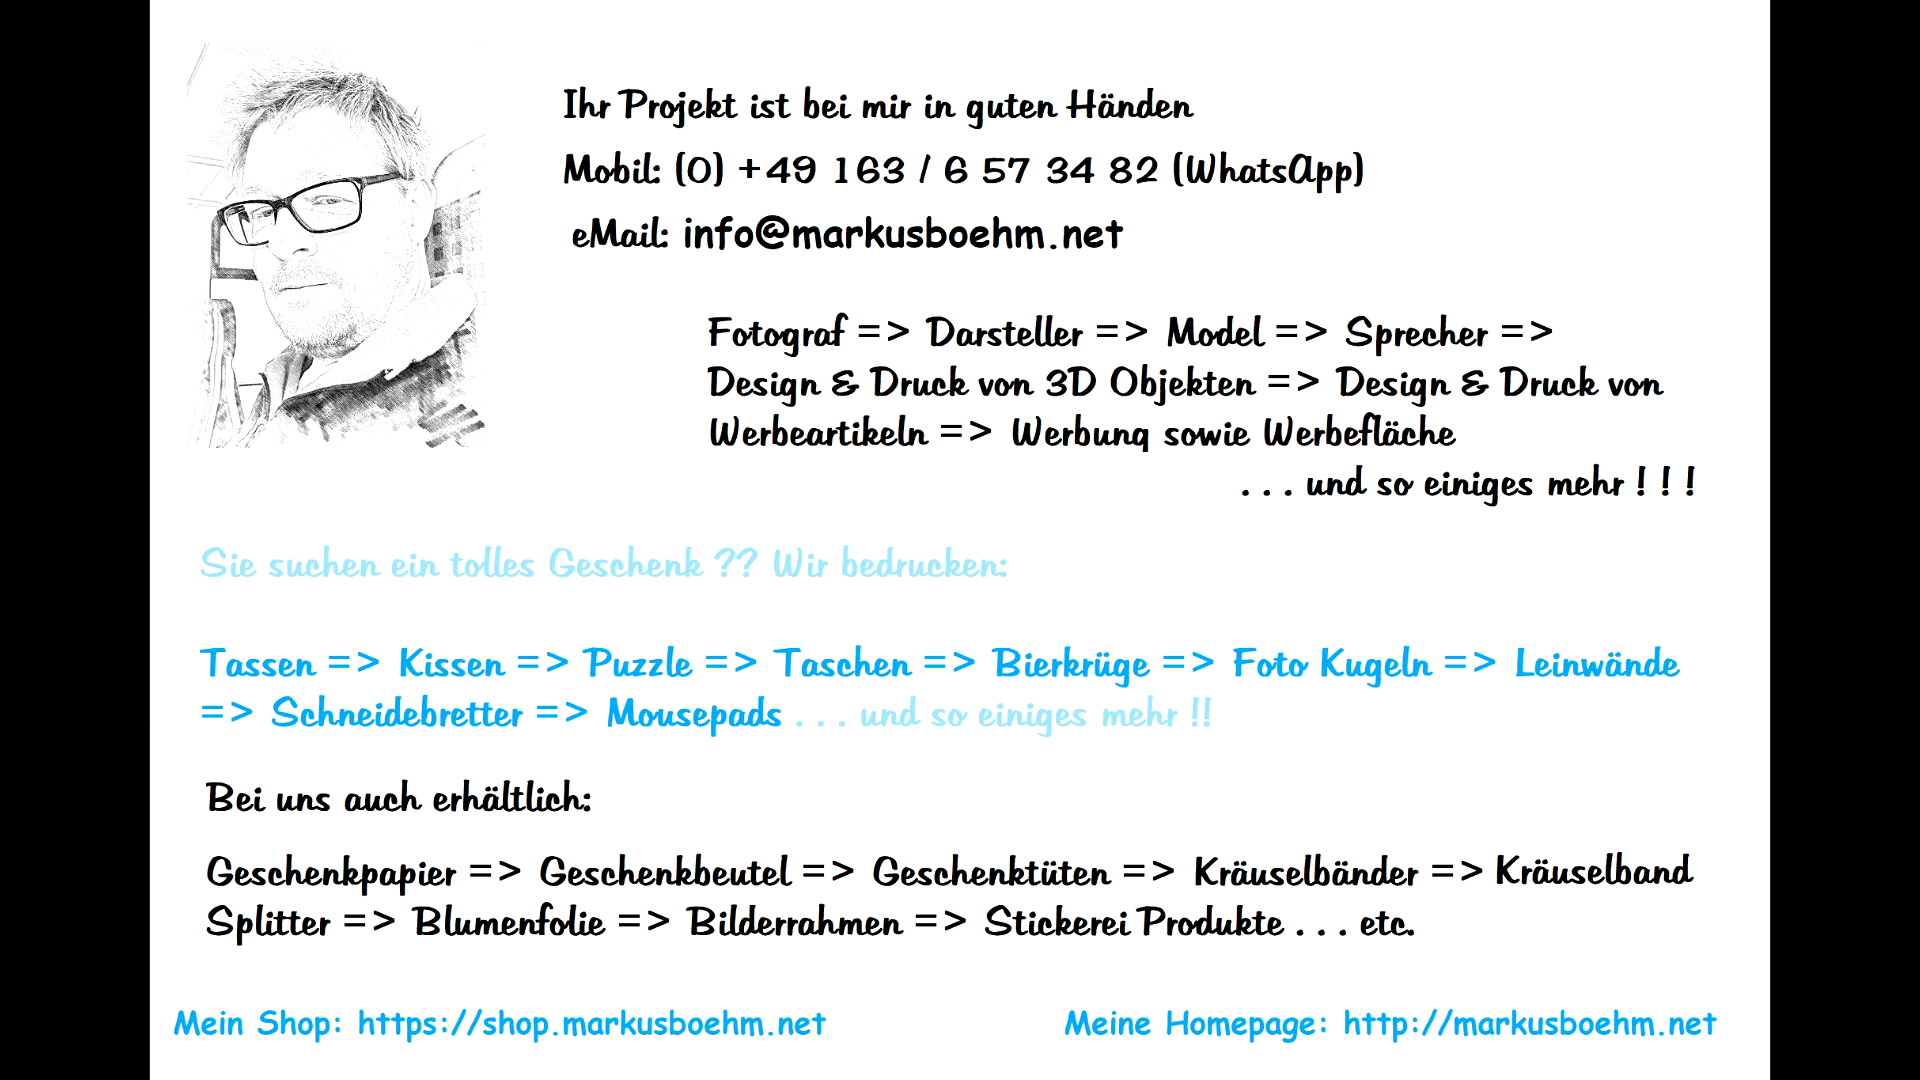 Ihr Projekt ist bei mir in guten Händen
Mobil: (0) +49 163 / 6 57 34 82 (WhatsApp)
eMail: info@markusboehm.net
Fotograf => Darsteller => Model => Sprecher =>
Design & Druck von 3D Objekten => Design & Druck von
Werbeartikeln => Werbung sowie Werbefläche
. . . und so einiges mehr ! ! !
Sie suchen ein tolles Geschenk ?? Wir bedrucken:
Tassen => Kissen => Puzzle => Taschen => Bierkrüge => Foto Kugeln => Leinwände
=> Schneidebretter => Mousepads . . . und so einiges mehr !!
Bei uns auch erhältlich:
Geschenkpapier => Geschenkbeutel => Geschenktüten => Kräuselbänder => Kräuselband
Splitter => Blumenfolie => Bilderrahmen => Stickerei Produkte . . . etc.
Mein Shop: https://shop.markusboehm.net
Meine Homepage: http://markusboehm.net